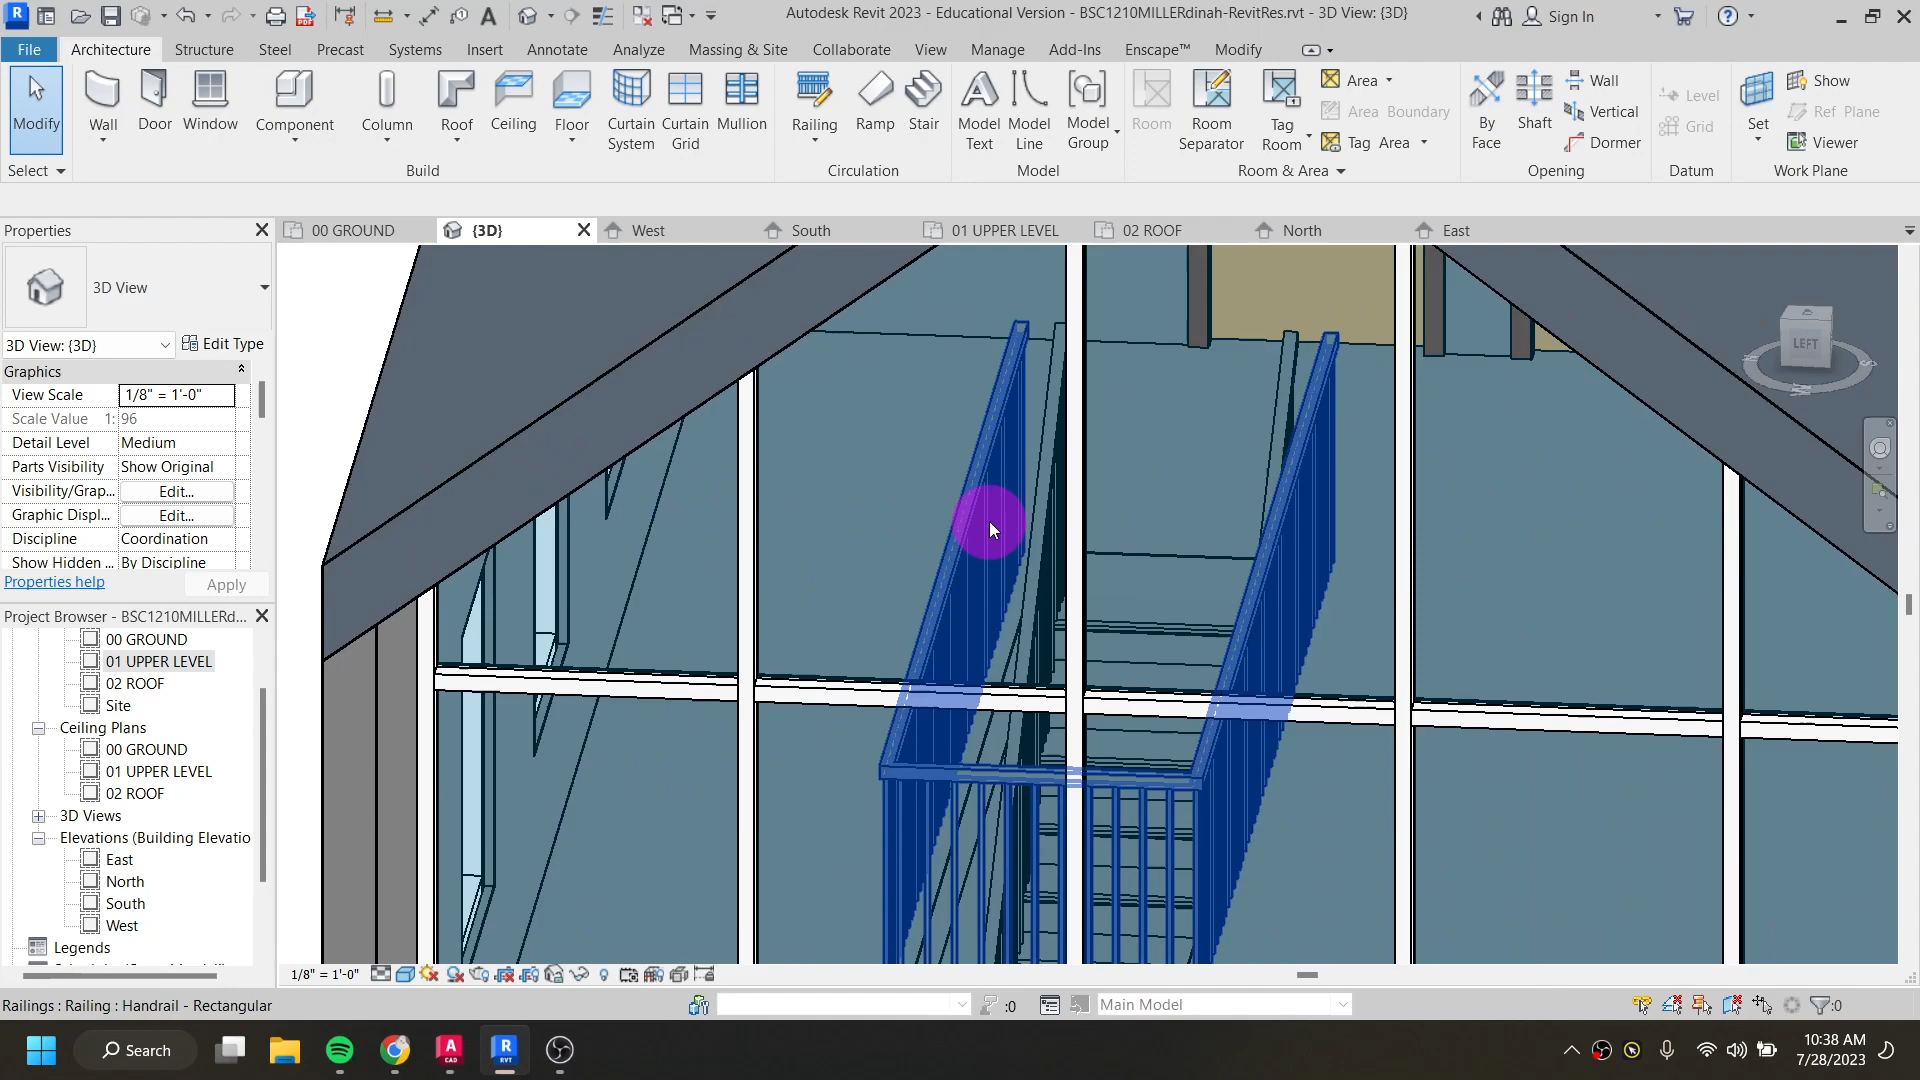 Autodesk Revit 2023 - Educational Version - BSC1210MILLERdinah-RevitRes.rvt - 3D View: {3D}
Sign In
File Architecture Structure Steel Precast Systems Insert Annotate Analyze Massing & Site Collaborate View Manage Add-Ins Enscape™ Modify
Modify
Wall
Door
Window
Component
Column
Roof
Ceiling
Floor
Curtain System
Curtain Grid
Mullion
Railing
Ramp
Stair
Model Text
Model Line
Model Group
Room
Room Separator
Tag Room
Area
Area Boundary
Tag Area
By Face
Shaft
Wall
Vertical
Dormer
Level
Grid
Set
Show
Ref Plane
Viewer
Select
Build
Circulation
Model
Room & Area
Opening
Datum
Work Plane
Properties
00 GROUND
{3D}
West
South
01 UPPER LEVEL
02 ROOF
North
East
3D View
3D View: {3D}
Edit Type
Graphics
View Scale 1/8" = 1'-0"
Scale Value 1: 96
Detail Level Medium
Parts Visibility Show Original
Visibility/Grap... Edit...
Graphic Displ... Edit...
Discipline Coordination
Show Hidden ... By Discipline
Properties help
Apply
Project Browser - BSC1210MILLERd...
00 GROUND
01 UPPER LEVEL
02 ROOF
Site
Ceiling Plans
00 GROUND
01 UPPER LEVEL
02 ROOF
3D Views
Elevations (Building Elevatio
East
North
South
West
Legends
LEFT
1/8" = 1'-0"
Railings : Railing : Handrail - Rectangular
:0
Main Model
:0
Search
10:38 AM
7/28/2023